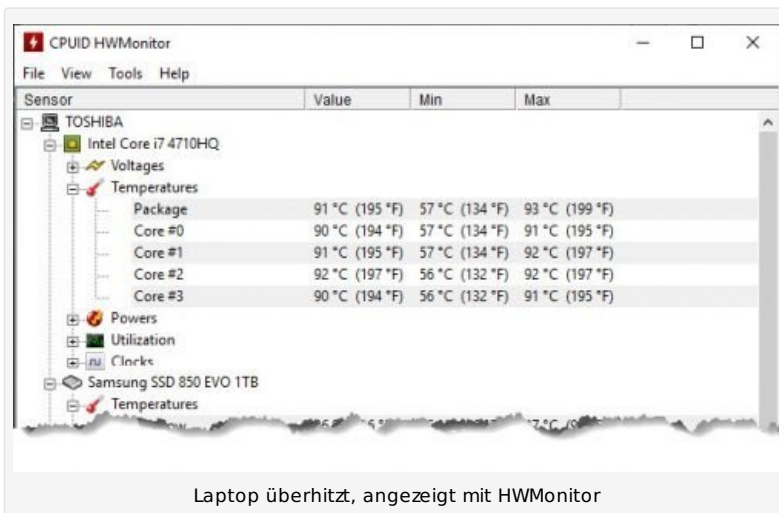 CPUID HWMonitor
File View Tools Help
Sensor Value Min Max
TOSHIBA
Intel Core i7 4710HQ
Voltages
Temperatures
Package 91 °C (195 °F) 57 °C (134 °F) 93 °C (199 °F)
Core #0 90 °C (194 °F) 57 °C (134 °F) 91 °C (195 °F)
Core #1 91 °C (195 °F) 57 °C (134 °F) 92 °C (197 °F)
Core #2 92 °C (197 °F) 56 °C (132 °F) 92 °C (197 °F)
Core #3 90 °C (194 °F) 56 °C (132 °F) 91 °C (195 °F)
Powers
Utilization
Clocks
Samsung SSD 850 EVO 1TB
Temperatures
Laptop überhitzt, angezeigt mit HWMonitor